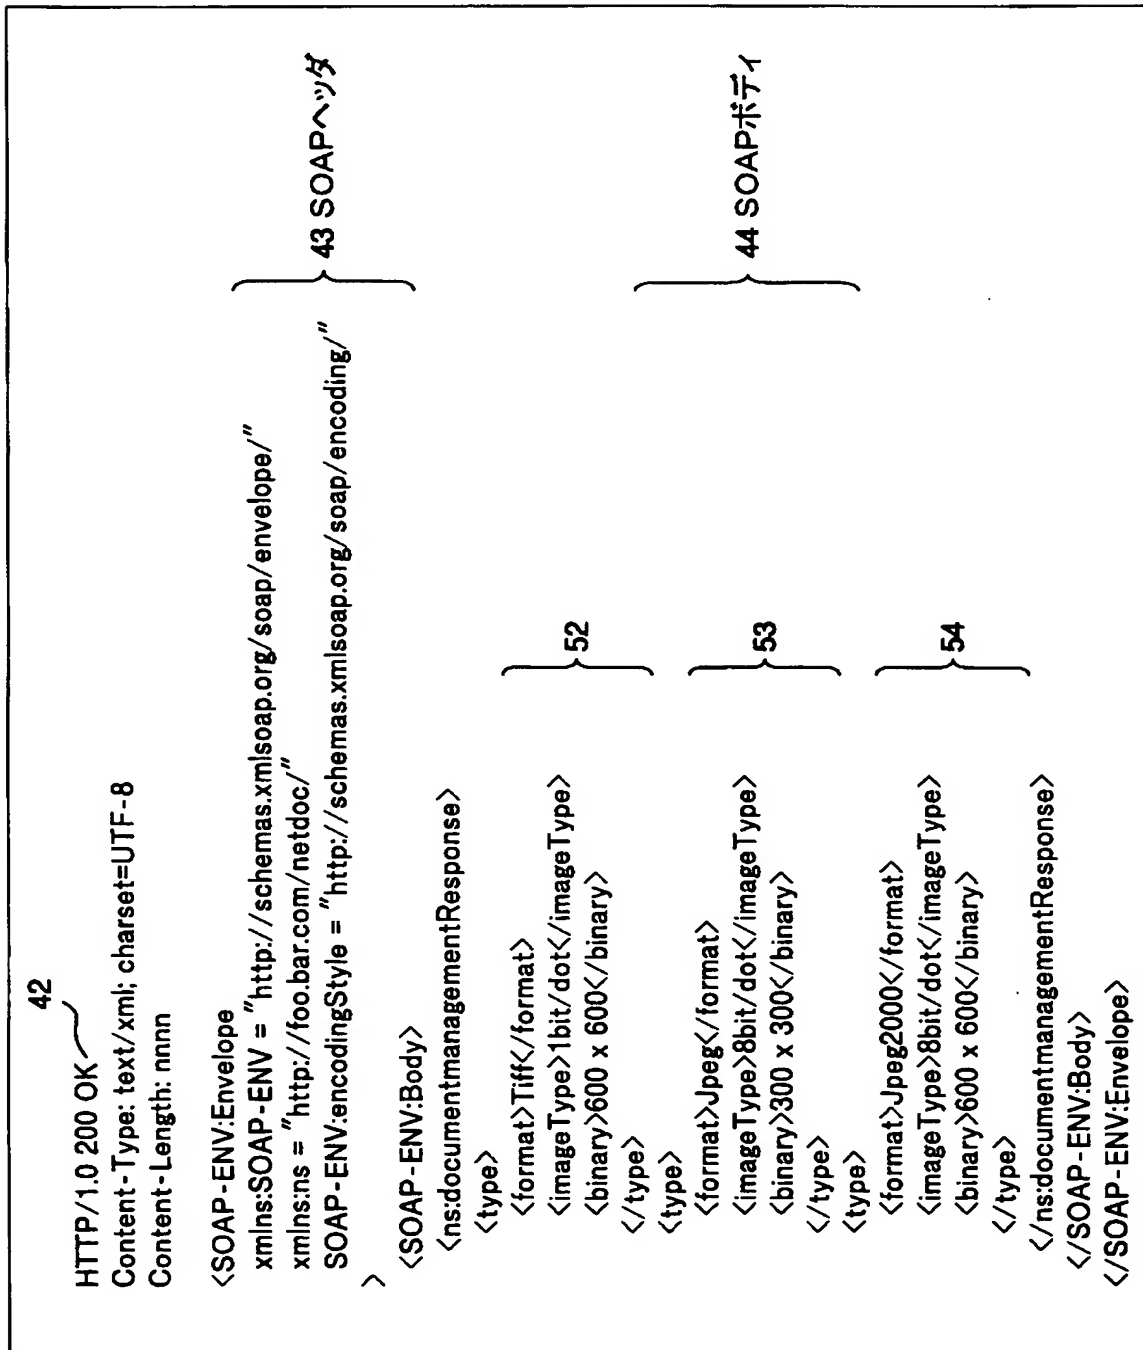 42
HTTP/1.0 200 OK
Content-Type: text/xml; charset=UTF-8
Content-Length: nnnn
<SOAP-ENV:Envelope
xmlns:SOAP-ENV = "http://schemas.xmlsoap.org/soap/envelope/"
xmlns:ns = "http://foo.bar.com/netdoc/"
SOAP-ENV:encodingStyle = "http://schemas.xmlsoap.org/soap/encoding/"
>
43 SOAPヘッダ
<SOAP-ENV:Body>
<ns:documentmanagementResponse>
<type>
<format>Tiff</format>
<imageType>1bit/dot</imageType>
<binary>600 x 600</binary>
</type>
52
<type>
<format>Jpeg</format>
<imageType>8bit/dot</imageType>
<binary>300 x 300</binary>
</type>
53
<type>
<format>Jpeg2000</format>
<imageType>8bit/dot</imageType>
<binary>600 x 600</binary>
</type>
54
</ns:documentmanagementResponse>
</SOAP-ENV:Body>
</SOAP-ENV:Envelope>
44 SOAPボディ